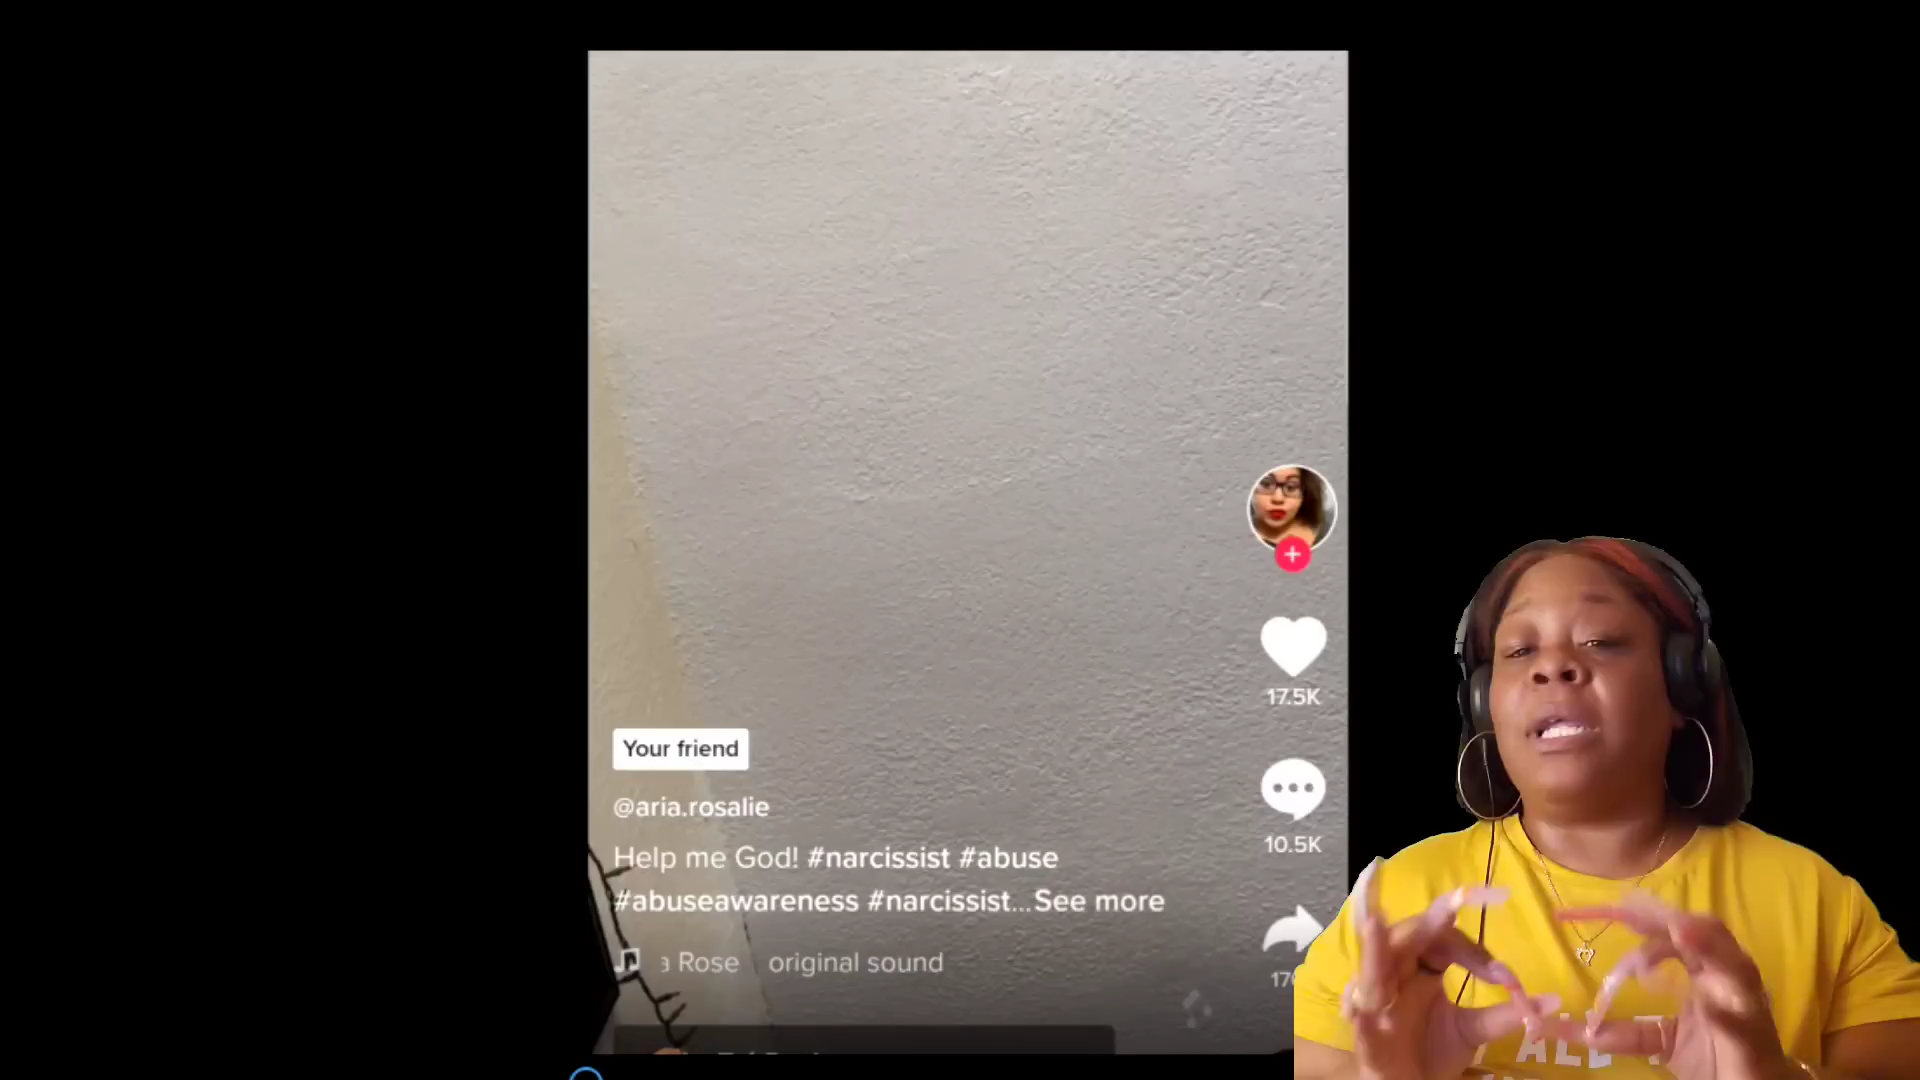 17.5K
Your friend
@aria.rosalie
10.5K
Help me God! #narcissist #abuse
#abuseawareness #narcissist...See more
a Rose original sound
ALL